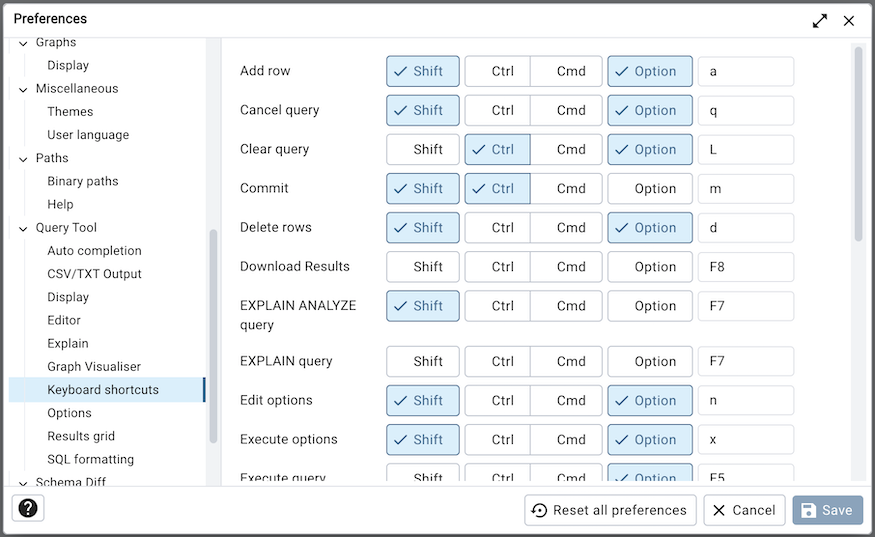 Preferences
Graphs
Display
Miscellaneous
Themes
User language
Paths
Binary paths
Help
Query Tool
Auto completion
CSV/TXT Output
Display
Editor
Explain
Graph Visualiser
Keyboard shortcuts
Options
Results grid
SQL formatting
Schema Diff
Add row Shift Ctrl Cmd Option a
Cancel query Shift Ctrl Cmd Option q
Clear query Shift Ctrl Cmd Option L
Commit Shift Ctrl Cmd Option m
Delete rows Shift Ctrl Cmd Option d
Download Results Shift Ctrl Cmd Option F8
EXPLAIN ANALYZE Shift Ctrl Cmd Option F7
query
EXPLAIN query Shift Ctrl Cmd Option F7
Edit options Shift Ctrl Cmd Option n
Execute options Shift Ctrl Cmd Option x
Execute query Shift Ctrl Cmd Option F5
? Reset all preferences Cancel Save